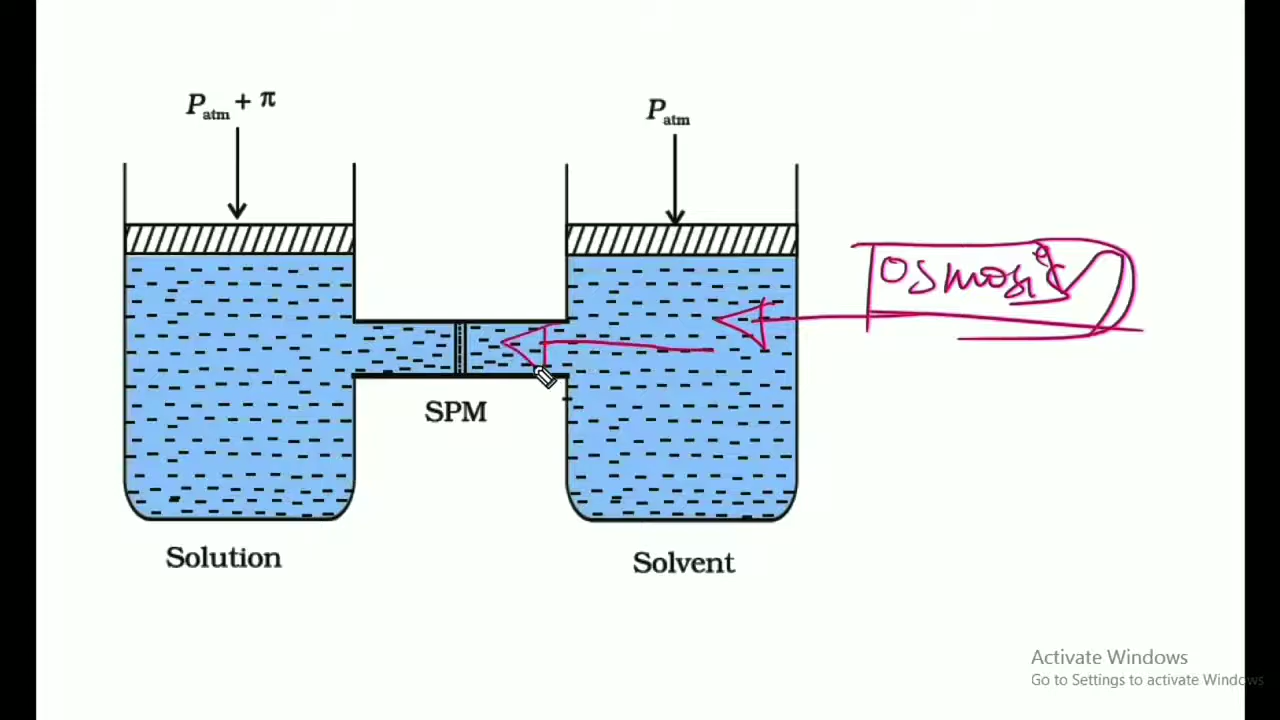 P_atm + π
P_atm
osmosis
SPM
Solution
Solvent
Activate Windows
Go to Settings to activate Windows